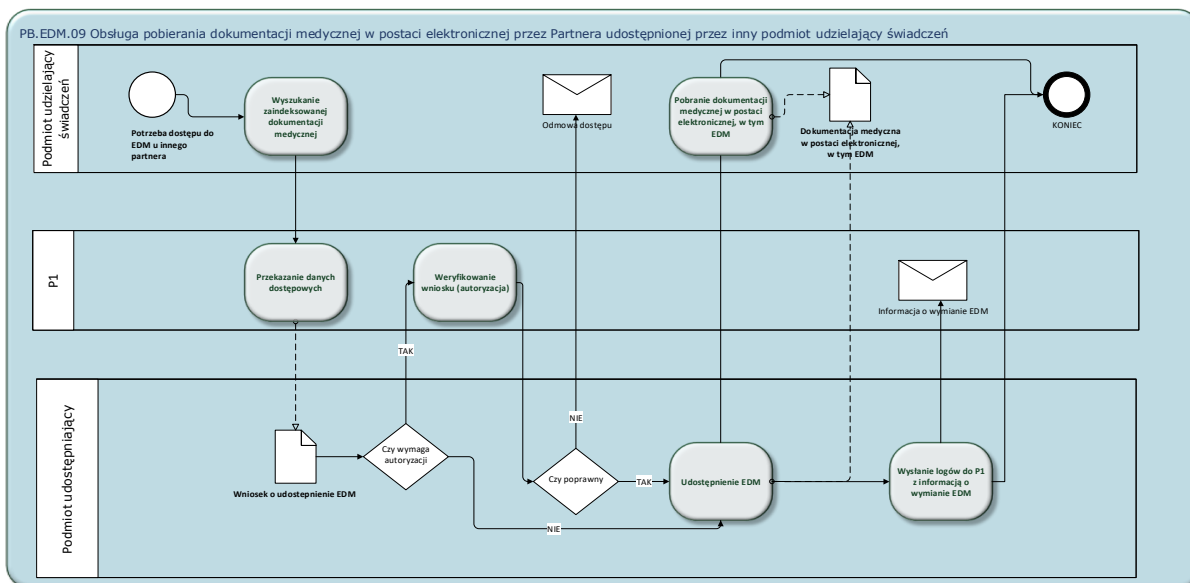 PB.EDM.09 Obsługa pobierania dokumentacji medycznej w postaci elektronicznej przez Partnera udostępnionej przez inny podmiot udzielający świadczeń
Podmiot udzielający
świadczeń
Potrzeba dostępu do
EDM u innego
partnera
Wyszukanie
zaindeksowanej
dokumentacji
medycznej
Odmowa dostępu
Pobranie dokumentacji
medycznej w postaci
elektronicznej, w tym
EDM
Dokumentacja medyczna
w postaci elektronicznej,
w tym EDM
KONIEC
P1
Przekazanie danych
dostępowych
Weryfikowanie
wniosku (autoryzacja)
Informacja o wymianie EDM
TAK
Podmiot udostępniający
Wniosek o udostepnienie EDM
Czy wymaga
autoryzacji
NIE
Czy poprawny
TAK
NIE
Udostępnienie EDM
Wysłanie logów do P1
z informacją o
wymianie EDM